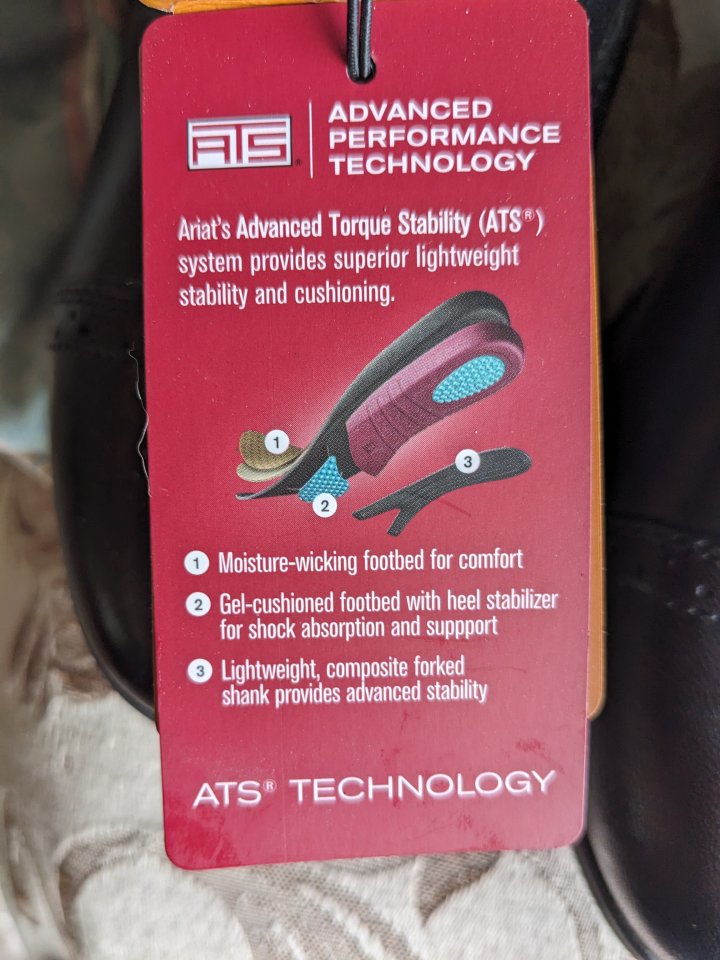 ATS®
ADVANCED
PERFORMANCE
TECHNOLOGY
Ariat's Advanced Torque Stability (ATS®)
system provides superior lightweight
stability and cushioning.
1
2
3
1 Moisture-wicking footbed for comfort
2 Gel-cushioned footbed with heel stabilizer
for shock absorption and suppport
3 Lightweight, composite forked
shank provides advanced stability
ATS® TECHNOLOGY